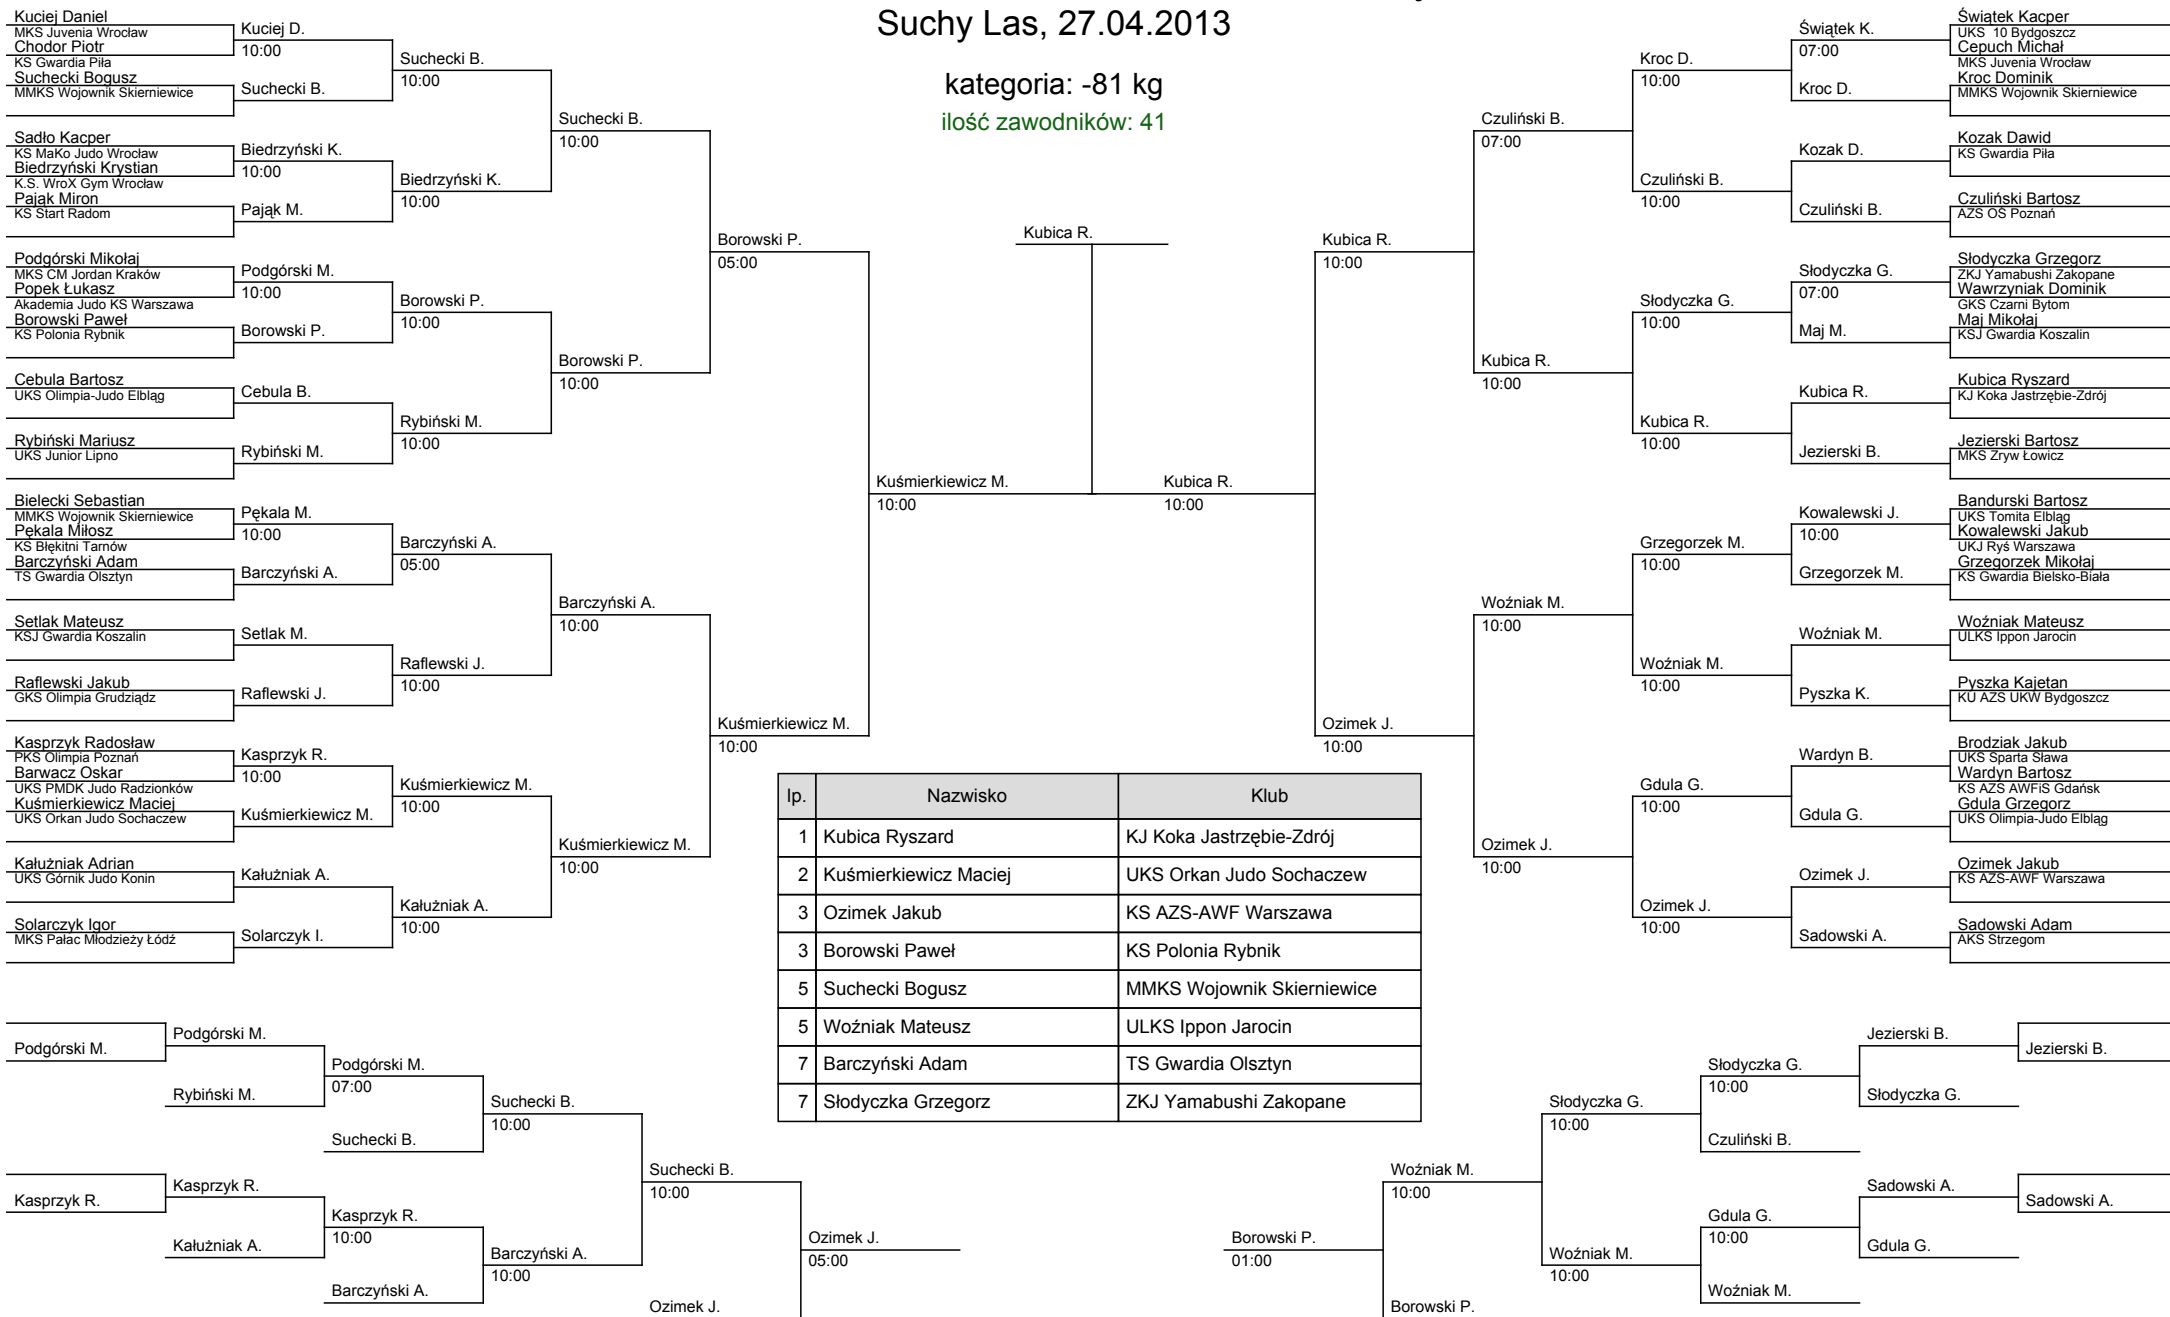 Suchy Las, 27.04.2013
kategoria: -81 kg
ilość zawodników: 41
Kuciej Daniel
MKS Juvenia Wrocław
Chodor Piotr
KS Gwardia Piła
Suchecki Bogusz
MMKS Wojownik Skierniewice
Sadło Kacper
KS MaKo Judo Wrocław
Biedrzyński Krystian
K.S. WroX Gym Wrocław
Pająk Miron
KS Start Radom
Podgórski Mikołaj
MKS CM Jordan Kraków
Popek Łukasz
Akademia Judo KS Warszawa
Borowski Paweł
KS Polonia Rybnik
Cebula Bartosz
UKS Olimpia-Judo Elbląg
Rybiński Mariusz
UKS Junior Lipno
Bielecki Sebastian
MMKS Wojownik Skierniewice
Pękala Miłosz
KS Błękitni Tarnów
Barczyński Adam
TS Gwardia Olsztyn
Setlak Mateusz
KSJ Gwardia Koszalin
Raflewski Jakub
GKS Olimpia Grudziądz
Kasprzyk Radosław
PKS Olimpia Poznań
Barwacz Oskar
UKS PMDK Judo Radzionków
Kuśmierkiewicz Maciej
UKS Orkan Judo Sochaczew
Kałużniak Adrian
UKS Górnik Judo Konin
Solarczyk Igor
MKS Pałac Młodzieży Łódź
Kuciej D.
10:00
Suchecki B.
Biedrzyński K.
10:00
Pająk M.
Podgórski M.
10:00
Borowski P.
Cebula B.
Rybiński M.
Pękala M.
10:00
Barczyński A.
Setlak M.
Raflewski J.
Kasprzyk R.
10:00
Kuśmierkiewicz M.
Kałużniak A.
Solarczyk I.
Suchecki B.
10:00
Biedrzyński K.
10:00
Borowski P.
10:00
Rybiński M.
10:00
Barczyński A.
05:00
Raflewski J.
10:00
Kuśmierkiewicz M.
10:00
Kałużniak A.
10:00
Suchecki B.
10:00
Borowski P.
10:00
Barczyński A.
10:00
Kuśmierkiewicz M.
10:00
Borowski P.
05:00
Kuśmierkiewicz M.
10:00
Kuśmierkiewicz M.
10:00
Kubica R.
Kubica R.
10:00
Kubica R.
10:00
Ozimek J.
10:00
Czuliński B.
07:00
Kubica R.
10:00
Woźniak M.
10:00
Ozimek J.
10:00
Kroc D.
10:00
Czuliński B.
10:00
Słodyczka G.
10:00
Kubica R.
10:00
Grzegorzek M.
10:00
Woźniak M.
10:00
Gdula G.
10:00
Ozimek J.
10:00
Świątek K.
07:00
Kroc D.
Kozak D.
Czuliński B.
Słodyczka G.
07:00
Maj M.
Kubica R.
Jezierski B.
Kowalewski J.
10:00
Grzegorzek M.
Woźniak M.
Pyszka K.
Wardyn B.
Gdula G.
Ozimek J.
Sadowski A.
Świątek Kacper
UKS 10 Bydgoszcz
Cepuch Michał
MKS Juvenia Wrocław
Kroc Dominik
MMKS Wojownik Skierniewice
Kozak Dawid
KS Gwardia Piła
Czuliński Bartosz
AZS OŚ Poznań
Słodyczka Grzegorz
ZKJ Yamabushi Zakopane
Wawrzyniak Dominik
GKS Czarni Bytom
Maj Mikołaj
KSJ Gwardia Koszalin
Kubica Ryszard
KJ Koka Jastrzębie-Zdrój
Jezierski Bartosz
MKS Zryw Łowicz
Bandurski Bartosz
UKS Tomita Elbląg
Kowalewski Jakub
UKJ Ryś Warszawa
Grzegorzek Mikołaj
KS Gwardia Bielsko-Biała
Woźniak Mateusz
ULKS Ippon Jarocin
Pyszka Kajetan
KU AZS UKW Bydgoszcz
Brodziak Jakub
UKS Sparta Sława
Wardyn Bartosz
KS AZS AWFiS Gdańsk
Gdula Grzegorz
UKS Olimpia-Judo Elbląg
Ozimek Jakub
KS AZS-AWF Warszawa
Sadowski Adam
AKS Strzegom
lp. Nazwisko Klub
1 Kubica Ryszard KJ Koka Jastrzębie-Zdrój
2 Kuśmierkiewicz Maciej UKS Orkan Judo Sochaczew
3 Ozimek Jakub KS AZS-AWF Warszawa
3 Borowski Paweł KS Polonia Rybnik
5 Suchecki Bogusz MMKS Wojownik Skierniewice
5 Woźniak Mateusz ULKS Ippon Jarocin
7 Barczyński Adam TS Gwardia Olsztyn
7 Słodyczka Grzegorz ZKJ Yamabushi Zakopane
Podgórski M.
Kasprzyk R.
Podgórski M.
Rybiński M.
Kasprzyk R.
Kałużniak A.
Podgórski M.
07:00
Suchecki B.
Kasprzyk R.
10:00
Barczyński A.
Suchecki B.
10:00
Barczyński A.
10:00
Suchecki B.
10:00
Ozimek J.
Ozimek J.
05:00
Borowski P.
01:00
Woźniak M.
10:00
Borowski P.
Słodyczka G.
10:00
Woźniak M.
10:00
Słodyczka G.
10:00
Czuliński B.
Gdula G.
10:00
Woźniak M.
Jezierski B.
Słodyczka G.
Sadowski A.
Gdula G.
Jezierski B.
Sadowski A.